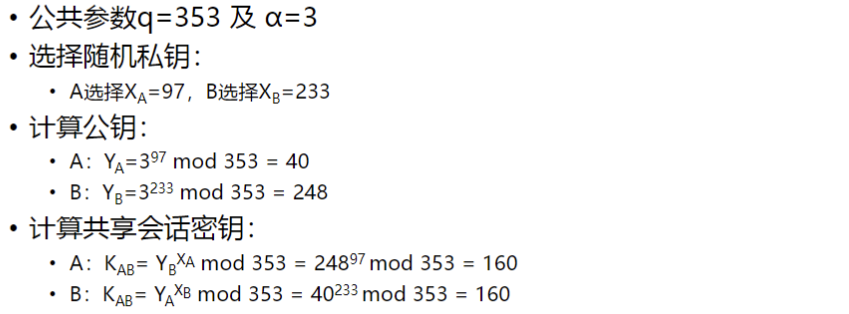 • 公共参数q=353 及 α=3
• 选择随机私钥：
• A选择XA=97，B选择XB=233
• 计算公钥：
• A：YA=3^97 mod 353 = 40
• B：YB=3^233 mod 353 = 248
• 计算共享会话密钥：
• A：KAB= YB^XA mod 353 = 248^97 mod 353 = 160
• B：KAB= YA^XB mod 353 = 40^233 mod 353 = 160